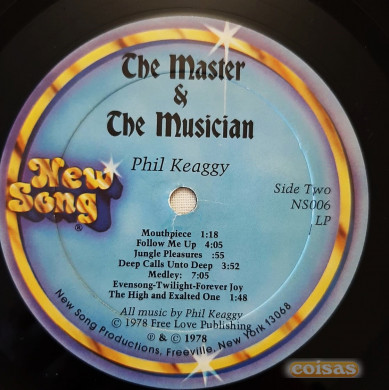 The Master
&
The Musician
Phil Keaggy
New
Song
®
Side Two
NS006
LP
Mouthpiece 1:18
Follow Me Up 4:05
Jungle Pleasures :55
Deep Calls Unto Deep 3:52
Medley: 7:05
Evensong-Twilight-Forever Joy
The High and Exalted One 1:48
All music by Phil Keaggy
© 1978 Free Love Publishing
℗ & © 1978
New Song Productions, Freeville, New York 13068
coisas